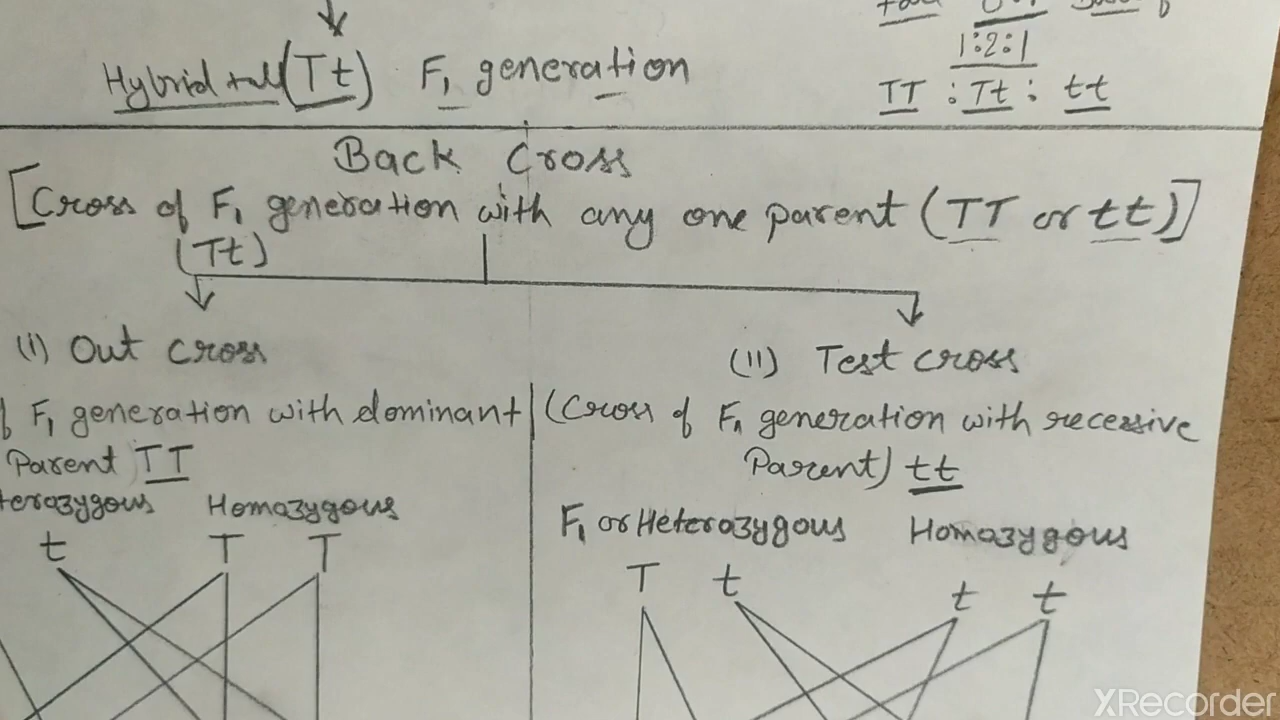 1:2:1
Hybrid tall (Tt) F1 generation
TT : Tt : tt
Back Cross
[Cross of F1 generation with any one parent (TT or tt)]
(Tt)
(i) Out cross
(ii) Test cross
F1 generation with dominant
Parent TT
(Cross of F1 generation with recessive
Parent) tt
Homozygous
F1 or Heterozygous Homozygous
t T T
T t t t
XRecorder